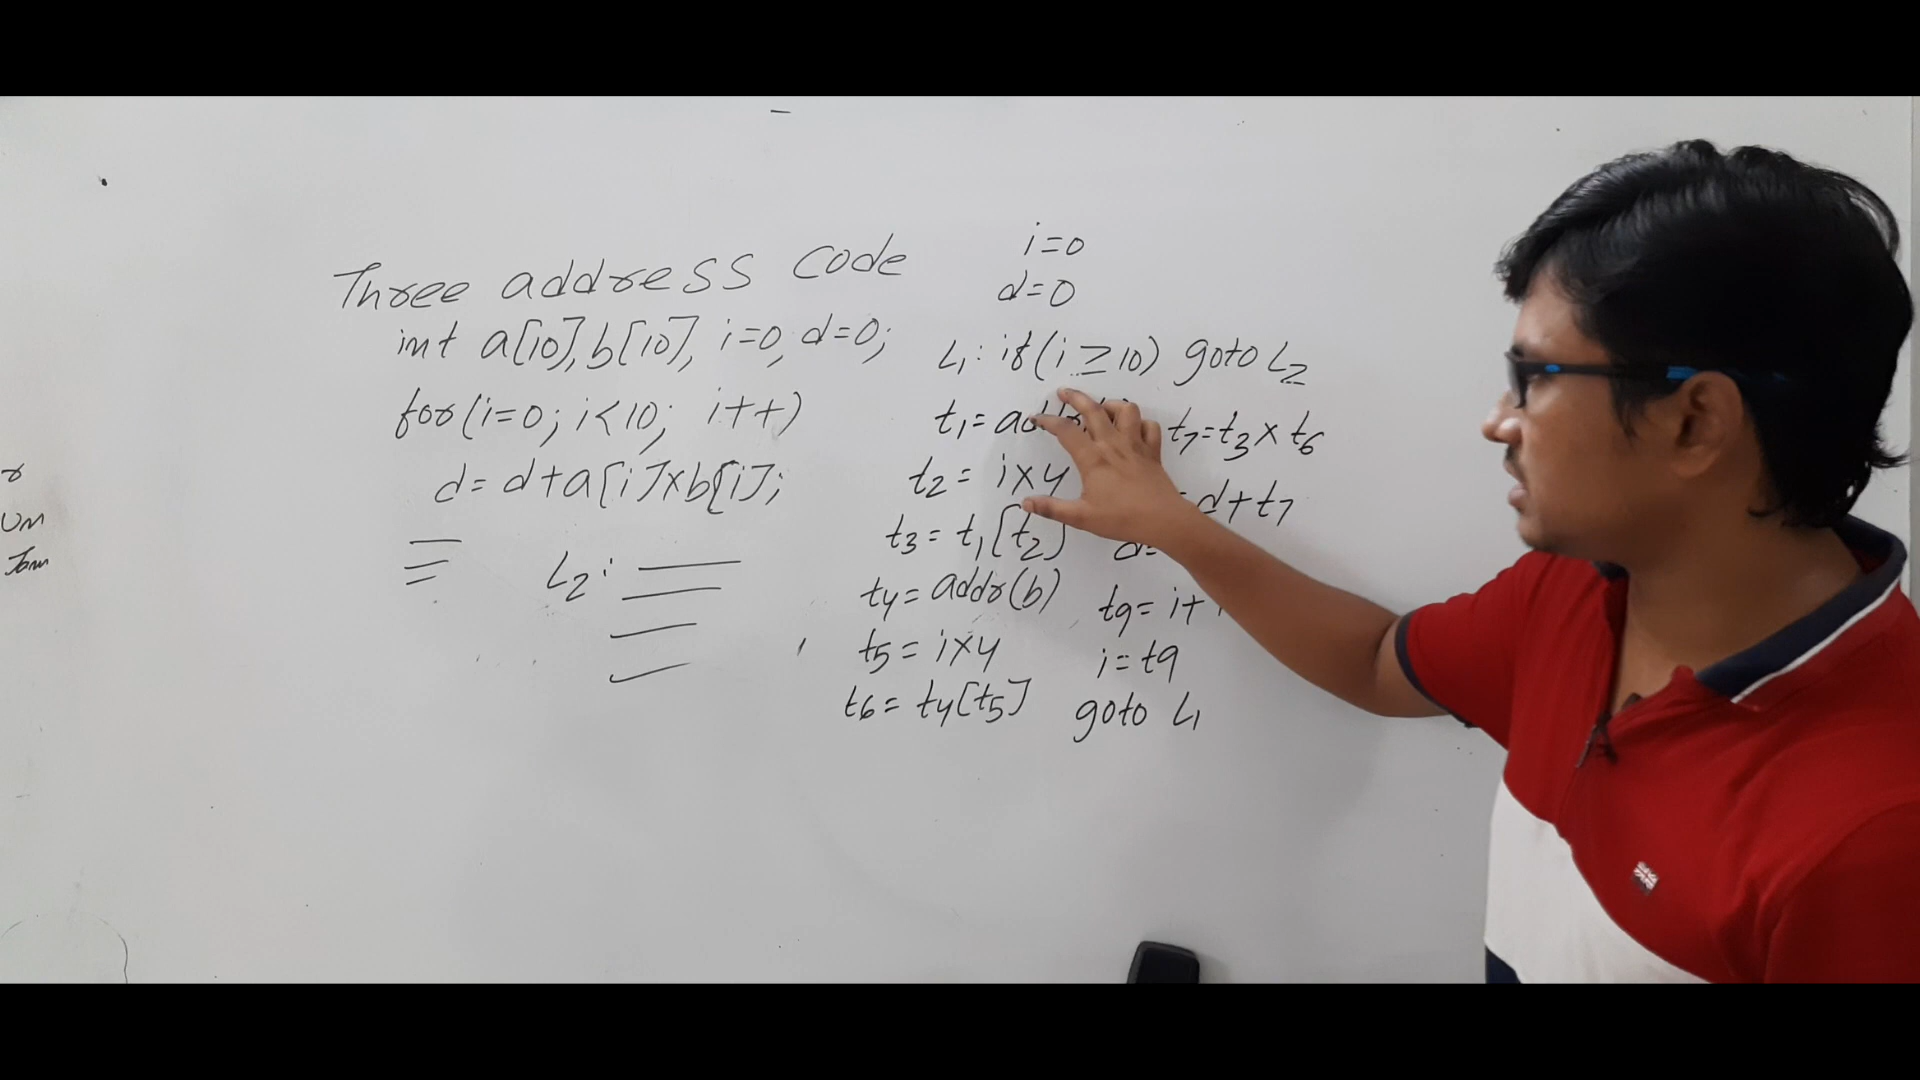 Three address code
int a[10], b[10], i=0, d=0;
for(i=0; i<10; i++)
d=d+a[i]×b[i];
L2:
i=0
d=0
L1: if(i≥10) goto L2
t1=
t2= i×4
t3= t1[t2]
t4= addr(b)
t5= i×4
t6= t4[t5]
t7=t3×t6
=d+t7
d=
t9= i+
i=t9
goto L1